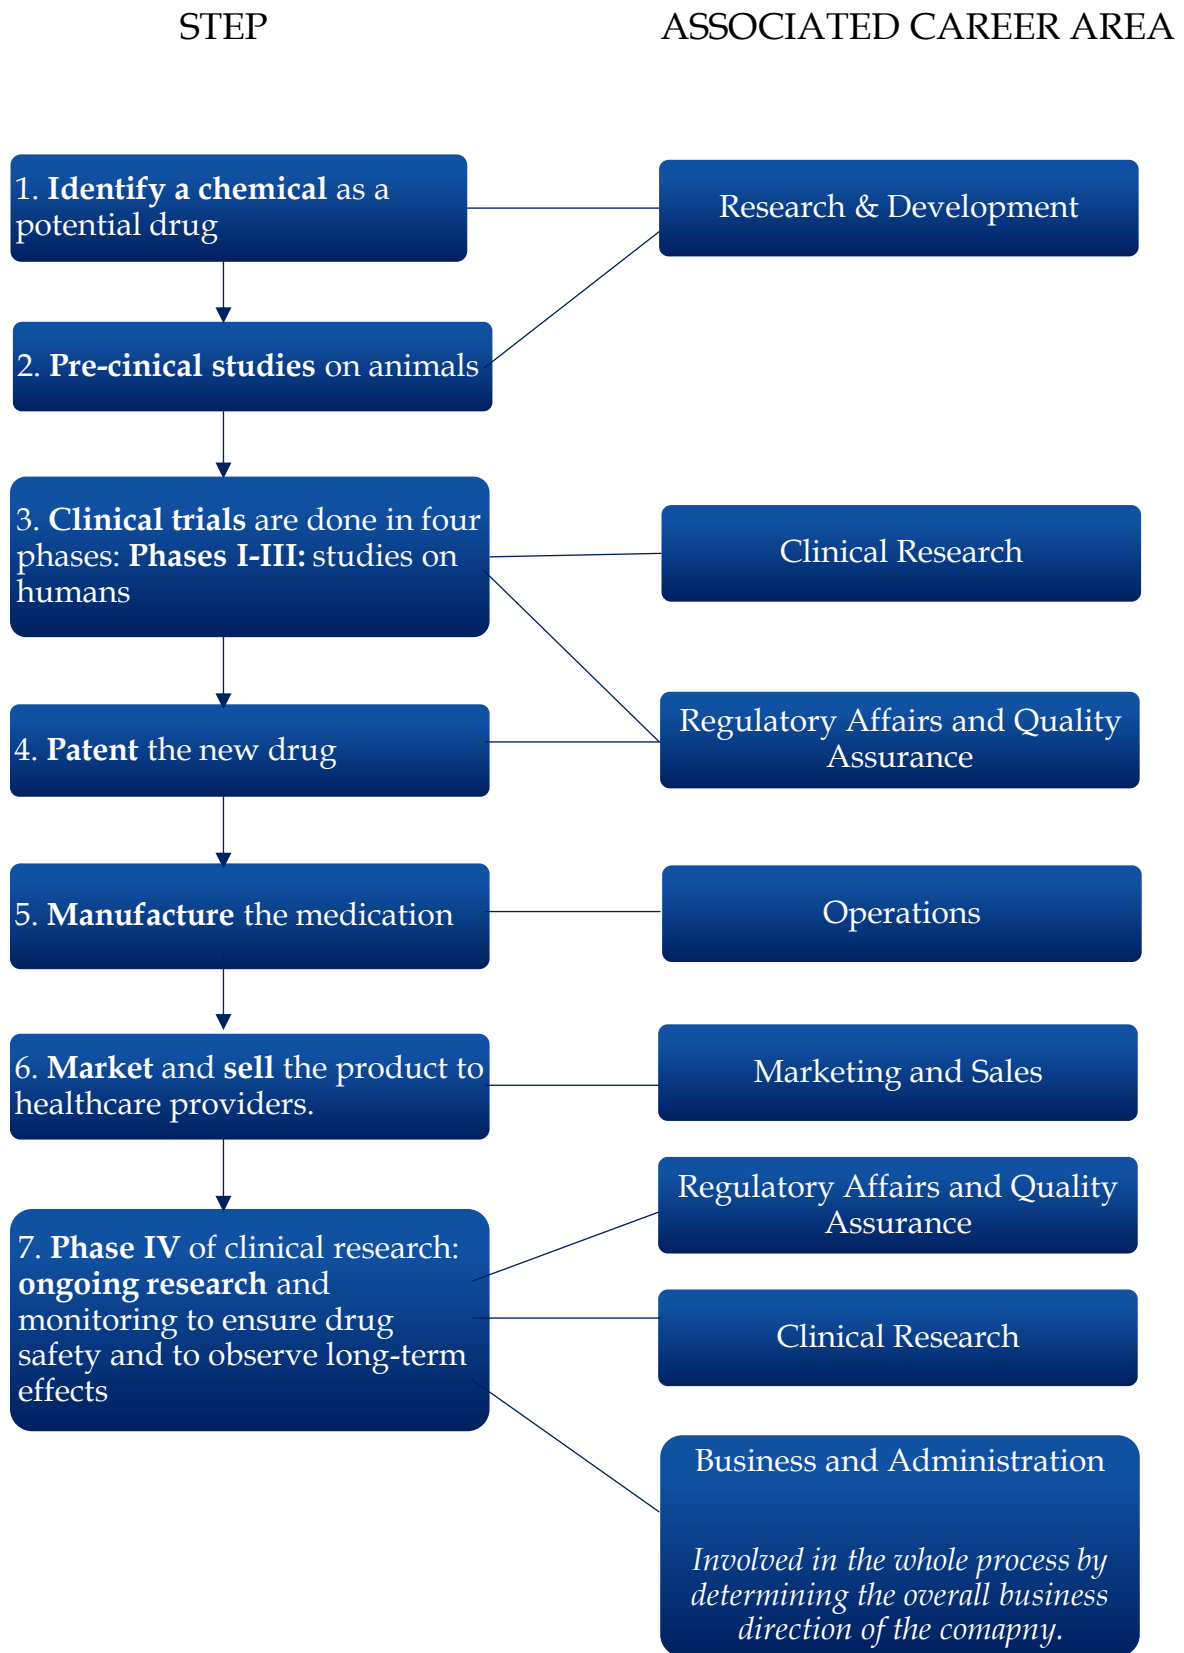 STEP
ASSOCIATED CAREER AREA
1. Identify a chemical as a
potential drug
Research & Development
2. Pre-cinical studies on animals
3. Clinical trials are done in four
phases: Phases I-III: studies on
humans
Clinical Research
4. Patent the new drug
Regulatory Affairs and Quality
Assurance
5. Manufacture the medication
Operations
6. Market and sell the product to
healthcare providers.
Marketing and Sales
7. Phase IV of clinical research:
ongoing research and
monitoring to ensure drug
safety and to observe long-term
effects
Regulatory Affairs and Quality
Assurance
Clinical Research
Business and Administration
Involved in the whole process by
determining the overall business
direction of the comapny.